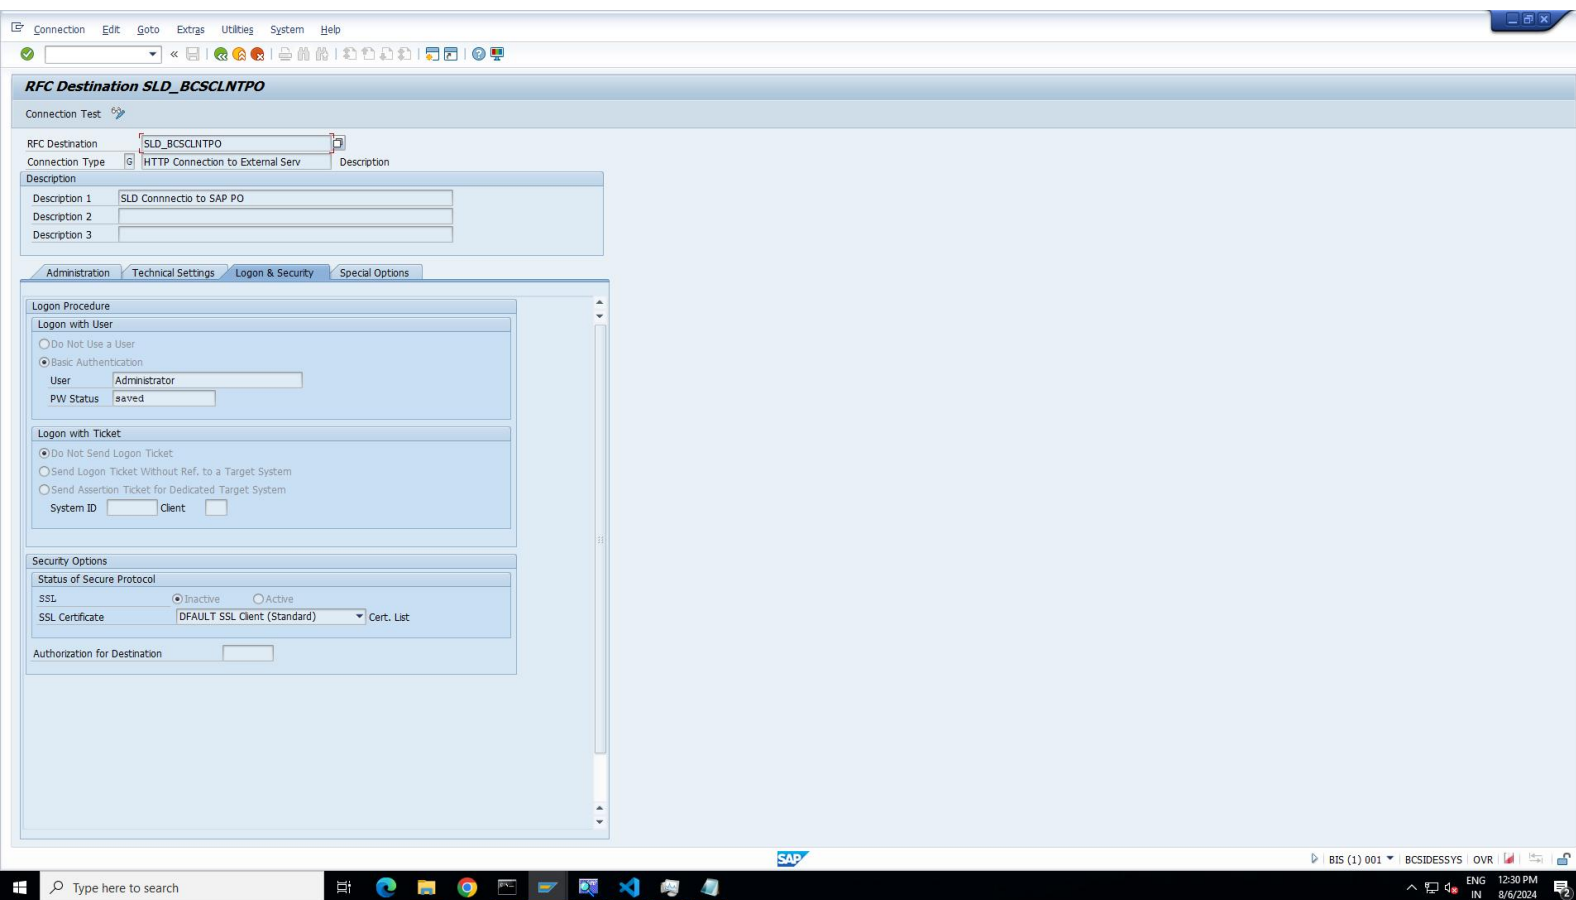 Connection Edit Goto Extras Utilities System Help
RFC Destination SLD_BCSCLNTPO
Connection Test
RFC Destination SLD_BCSCLNTPO
Connection Type G HTTP Connection to External Serv Description
Description
Description 1 SLD Connnectio to SAP PO
Description 2
Description 3
Administration Technical Settings Logon & Security Special Options
Logon Procedure
Logon with User
Do Not Use a User
Basic Authentication
User Administrator
PW Status saved
Logon with Ticket
Do Not Send Logon Ticket
Send Logon Ticket Without Ref. to a Target System
Send Assertion Ticket for Dedicated Target System
System ID Client
Security Options
Status of Secure Protocol
SSL Inactive Active
SSL Certificate DFAULT SSL Client (Standard) Cert. List
Authorization for Destination
SAP
BIS (1) 001 BCSIDESSYS OVR
Type here to search
ENG 12:30 PM
IN 8/6/2024
2